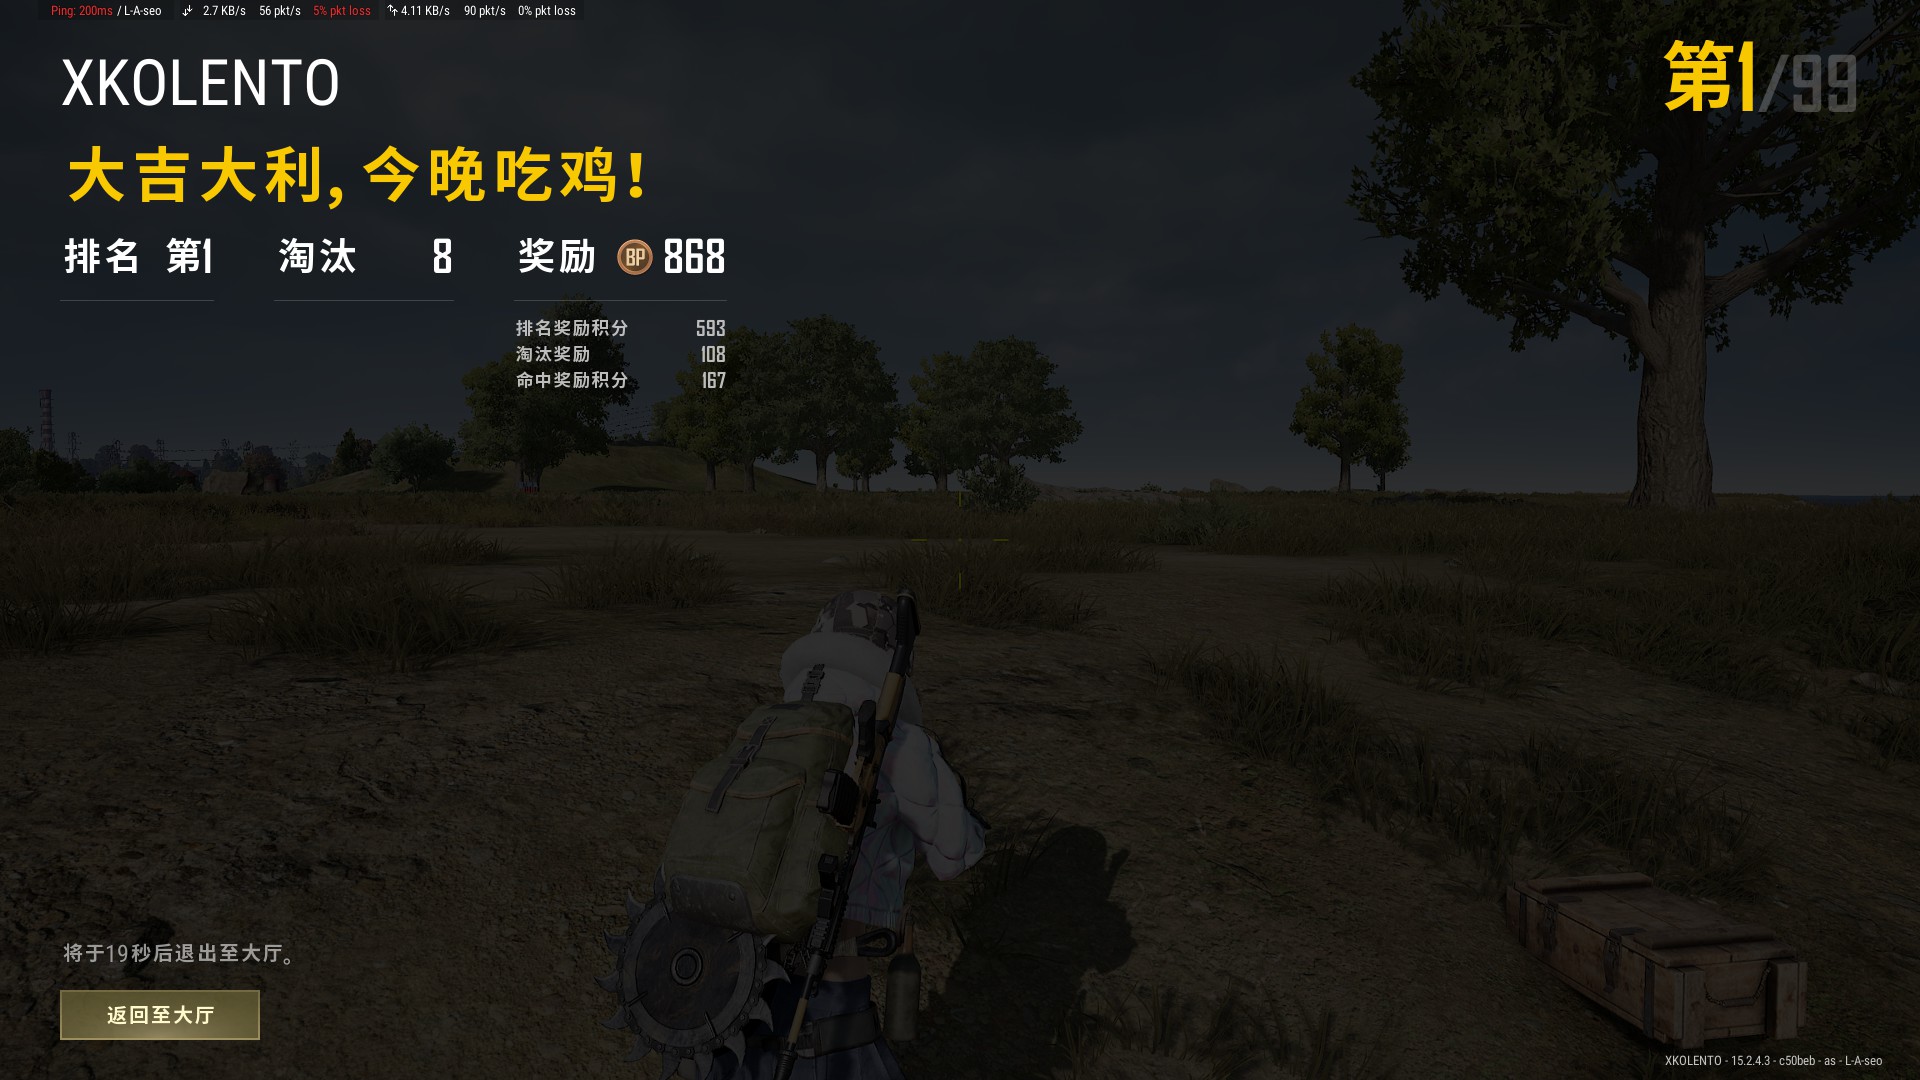 Ping: 200ms / L-A-seo 2.7 KB/s 56 pkt/s 5% pkt loss 4.11 KB/s 90 pkt/s 0% pkt loss
XKOLENTO
第1/99
大吉大利, 今晚吃鸡!
排名 第1 淘汰 8 奖励 BP 868
排名奖励积分 593
淘汰奖励 108
命中奖励积分 167
将于19秒后退出至大厅。
返回至大厅
XKOLENTO - 15.2.4.3 - c50beb - as - L-A-seo